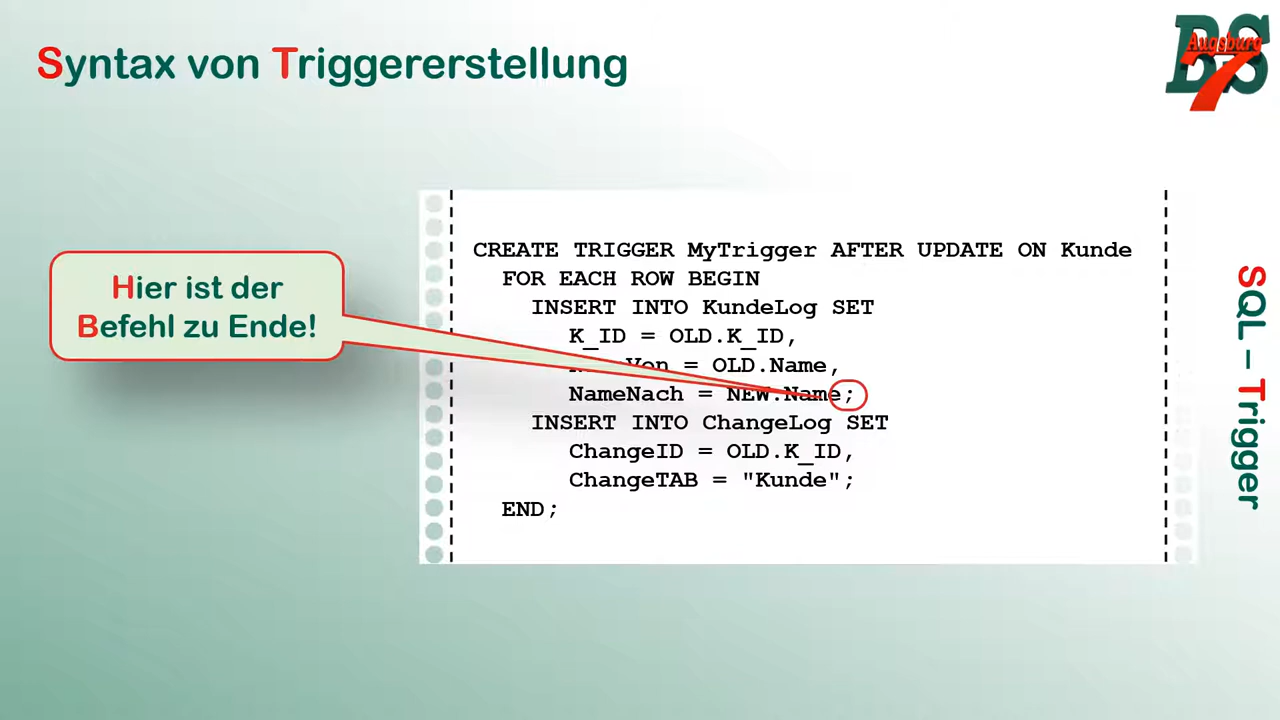 Syntax von Triggererstellung
BS
Augsburg
7
Hier ist der
Befehl zu Ende!
CREATE TRIGGER MyTrigger AFTER UPDATE ON Kunde
FOR EACH ROW BEGIN
INSERT INTO KundeLog SET
K_ID = OLD.K_ID,
= OLD.Name,
NameNach = NEW.Name;
INSERT INTO ChangeLog SET
ChangeID = OLD.K_ID,
ChangeTAB = "Kunde";
END;
SQL – Trigger